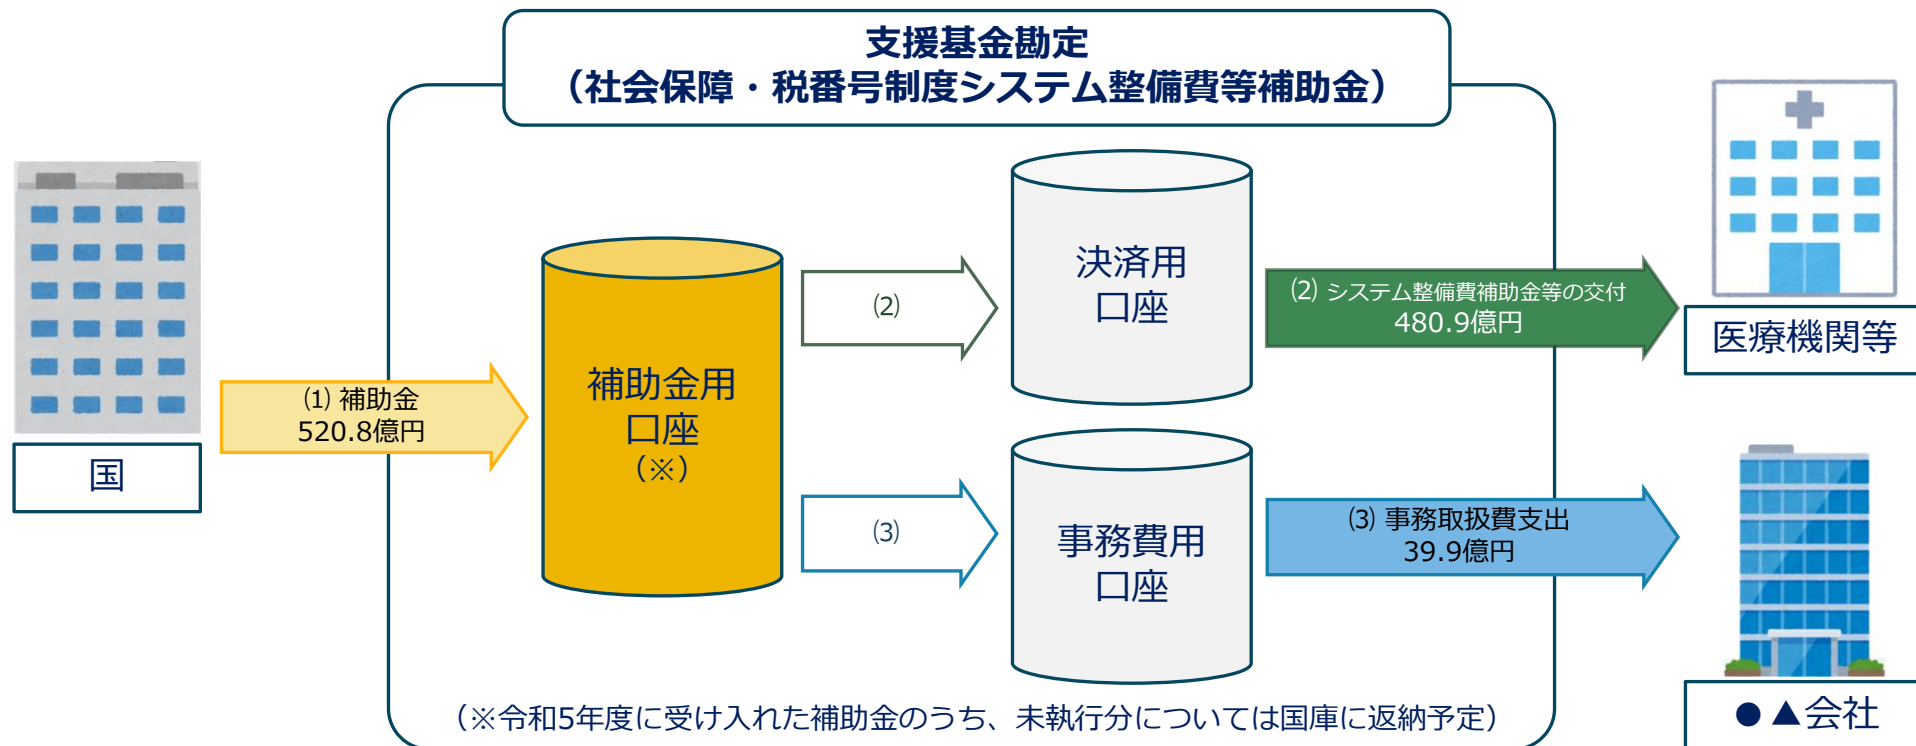 支援基金勘定
（社会保障・税番号制度システム整備費等補助金）
国
⑴ 補助金
520.8億円
補助金用
口座
（※）
⑵
決済用
口座
⑵ システム整備費補助金等の交付
480.9億円
医療機関等
⑶
事務費用
口座
⑶ 事務取扱費支出
39.9億円
●▲会社
（※令和5年度に受け入れた補助金のうち、未執行分については国庫に返納予定）